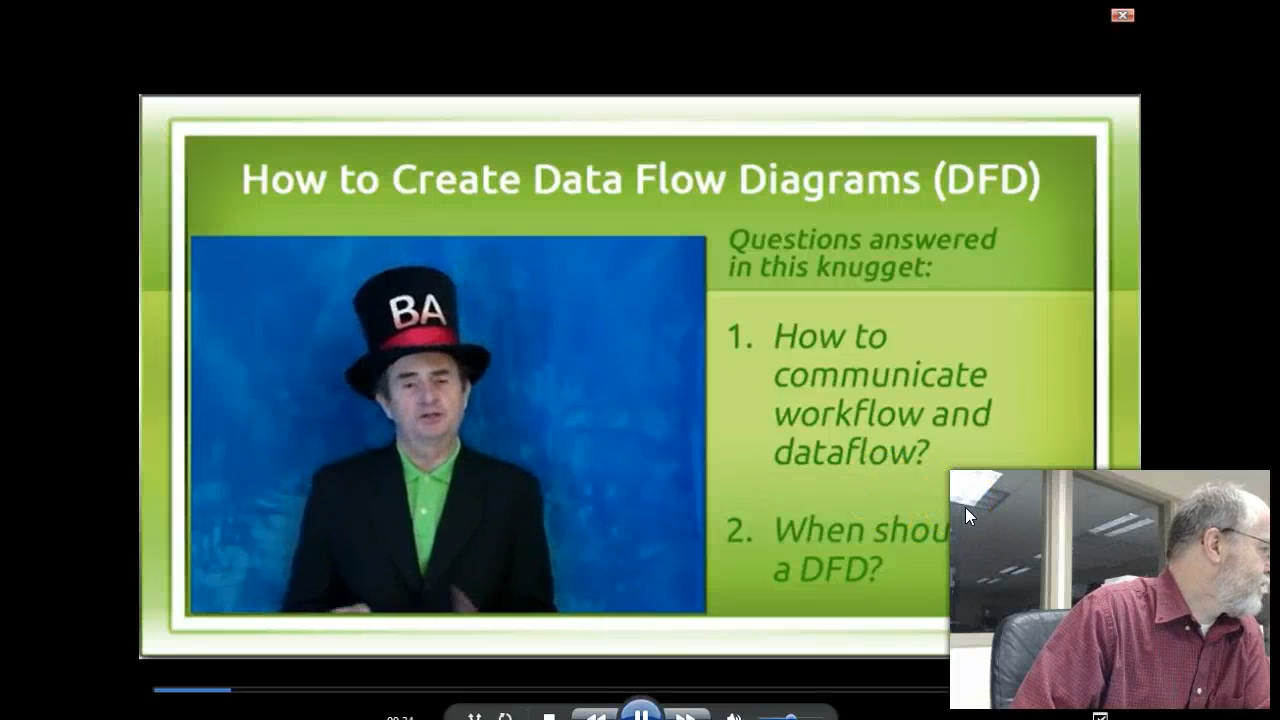 How to Create Data Flow Diagrams (DFD)
Questions answered
in this knugget:
BA
1. How to
communicate
workflow and
dataflow?
2. When shou
a DFD?